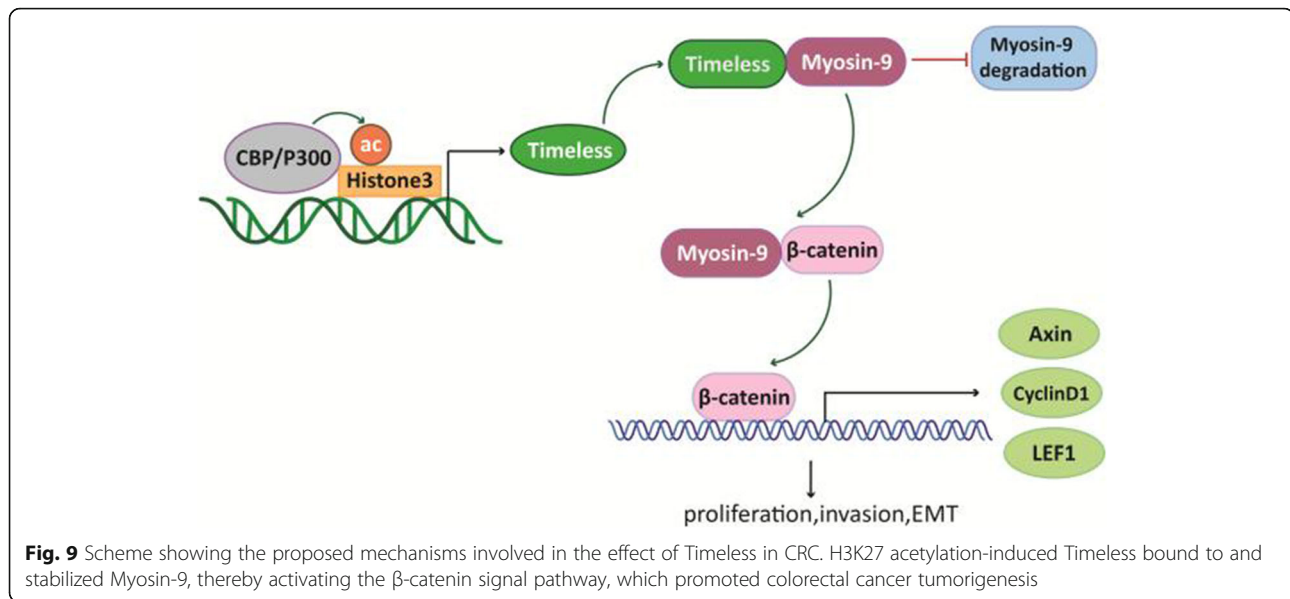 Timeless
Myosin-9
Myosin-9
degradation
CBP/P300
ac
Histone3
Timeless
Myosin-9
β-catenin
β-catenin
Axin
CyclinD1
LEF1
proliferation,invasion,EMT
Fig. 9 Scheme showing the proposed mechanisms involved in the effect of Timeless in CRC. H3K27 acetylation-induced Timeless bound to and
stabilized Myosin-9, thereby activating the β-catenin signal pathway, which promoted colorectal cancer tumorigenesis